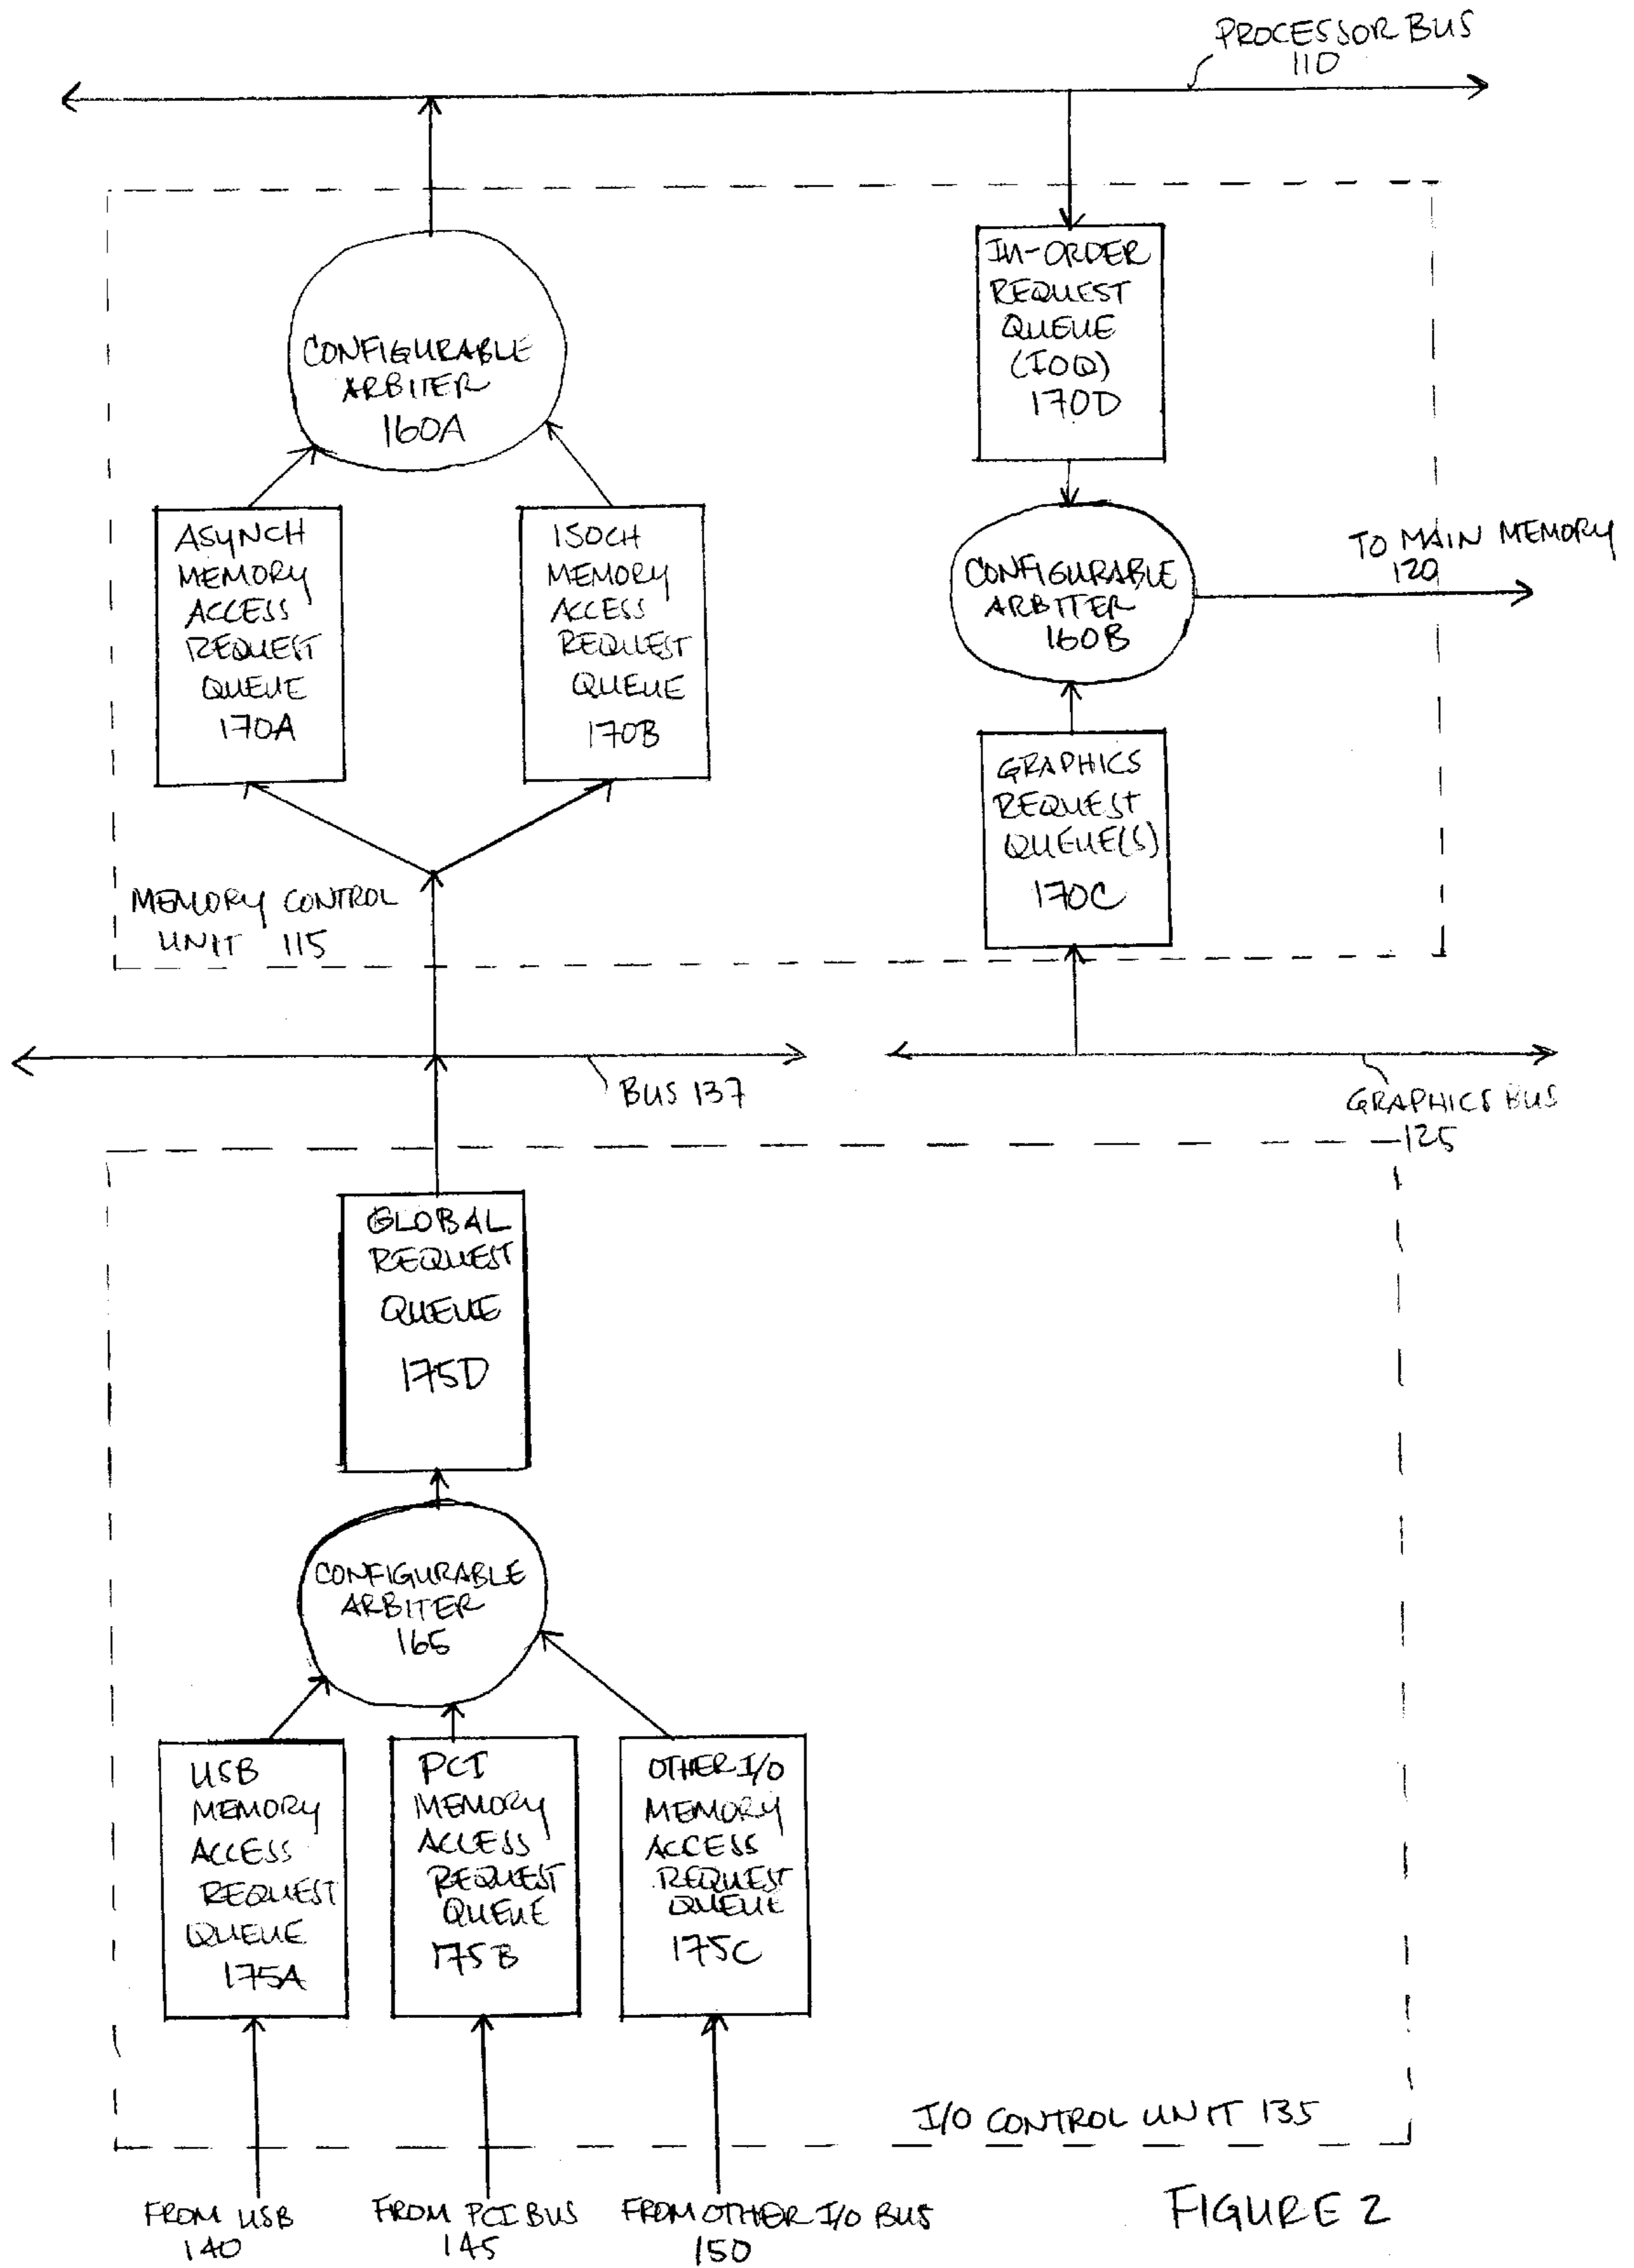 PROCESSOR BUS
110
CONFIGURABLE
ARBITER
160A
IN-ORDER
REQUEST
QUEUE
(IOQ)
170D
ASYNCH
MEMORY
ACCESS
REQUEST
QUEUE
170A
ISOCH
MEMORY
ACCESS
REQUEST
QUEUE
170B
CONFIGURABLE
ARBITER
160B
TO MAIN MEMORY
120
GRAPHICS
REQUEST
QUEUE(S)
170C
MEMORY CONTROL
UNIT 115
BUS 137
GRAPHICS BUS
125
GLOBAL
REQUEST
QUEUE
175D
CONFIGURABLE
ARBITER
165
USB
MEMORY
ACCESS
REQUEST
QUEUE
175A
PCI
MEMORY
ACCESS
REQUEST
QUEUE
175B
OTHER I/O
MEMORY
ACCESS
REQUEST
QUEUE
175C
I/O CONTROL UNIT 135
FROM USB
140
FROM PCI BUS
145
FROM OTHER I/O BUS
150
FIGURE 2